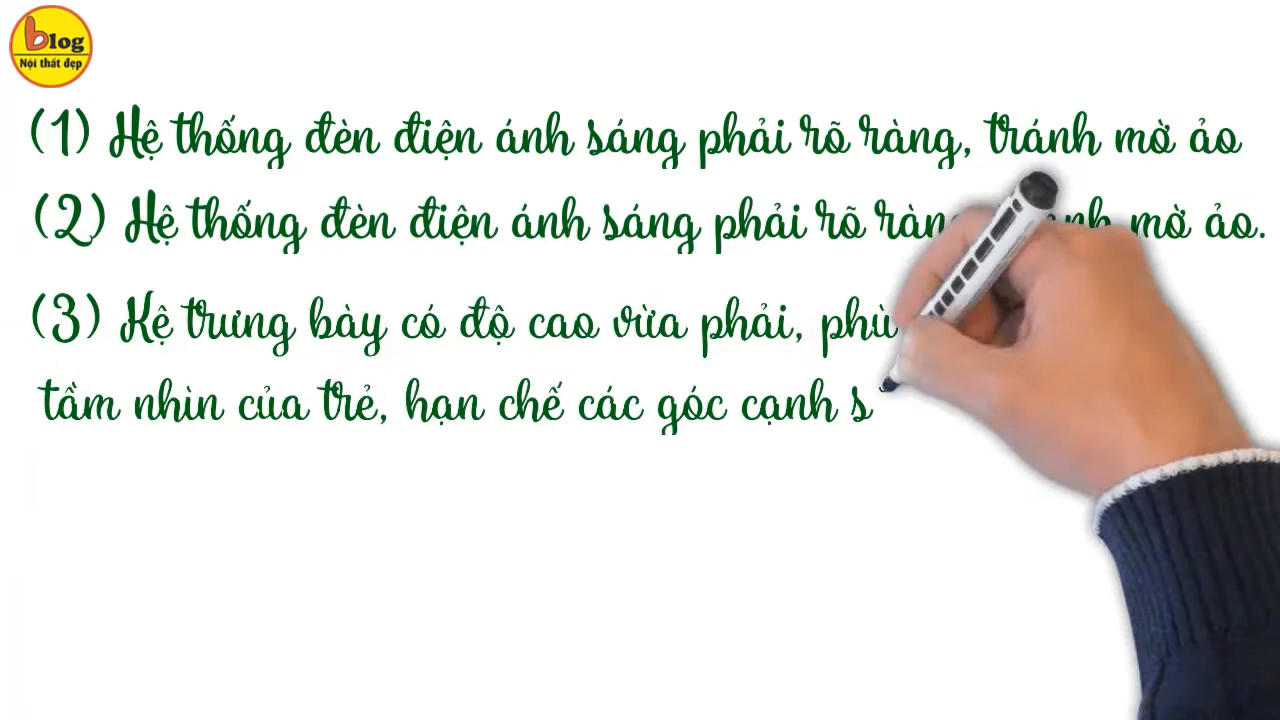 blog
Nội thất đẹp
(1) Hệ thống đèn điện ánh sáng phải rõ ràng, tránh mờ ảo
(2) Hệ thống đèn điện ánh sáng phải rõ mờ ảo.
(3) Kệ trưng bày có độ cao vừa phải, phù
tầm nhìn của trẻ, hạn chế các góc cạnh s